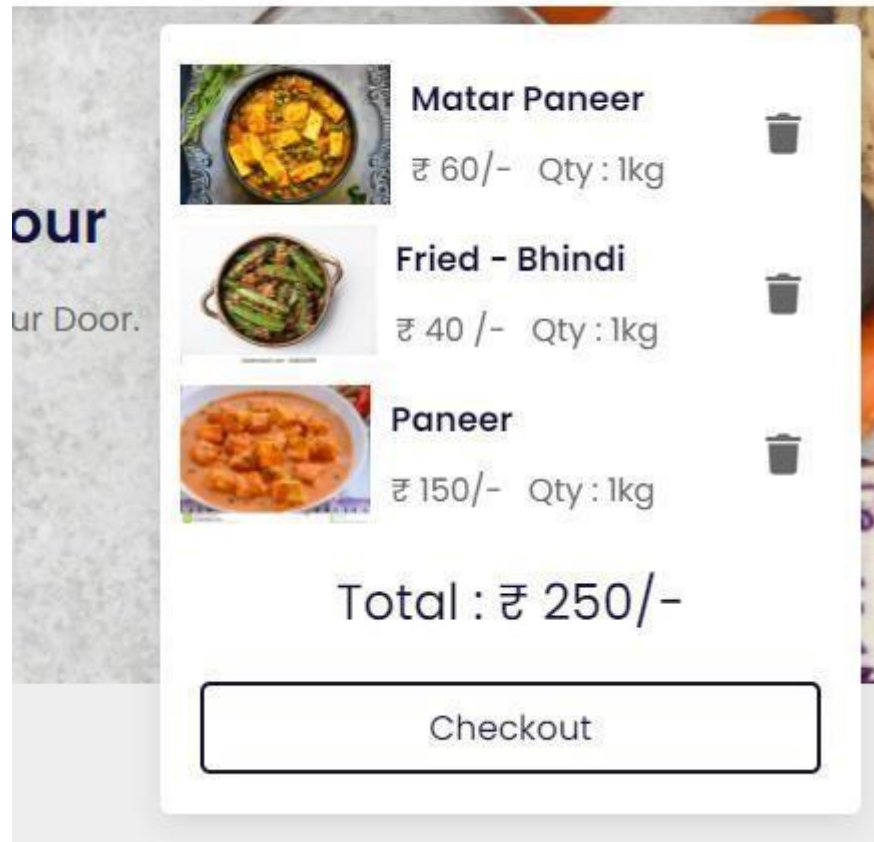 our
ur Door.
Matar Paneer
₹ 60/- Qty : 1kg
Fried - Bhindi
₹ 40 /- Qty : 1kg
Paneer
₹ 150/- Qty : 1kg
Total : ₹ 250/-
Checkout